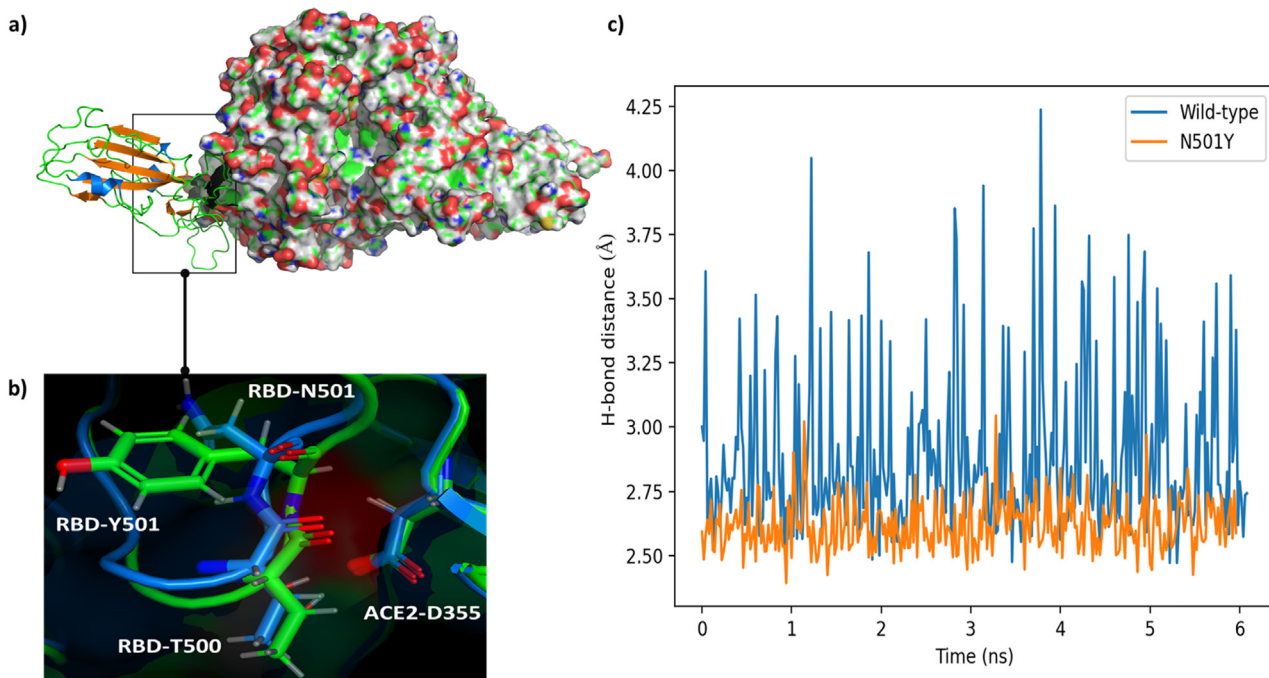 a)
b)
RBD-N501
RBD-Y501
RBD-T500
ACE2-D355
c)
Wild-type
N501Y
H-bond distance (Å)
4.25
4.00
3.75
3.50
3.25
3.00
2.75
2.50
0 1 2 3 4 5 6
Time (ns)